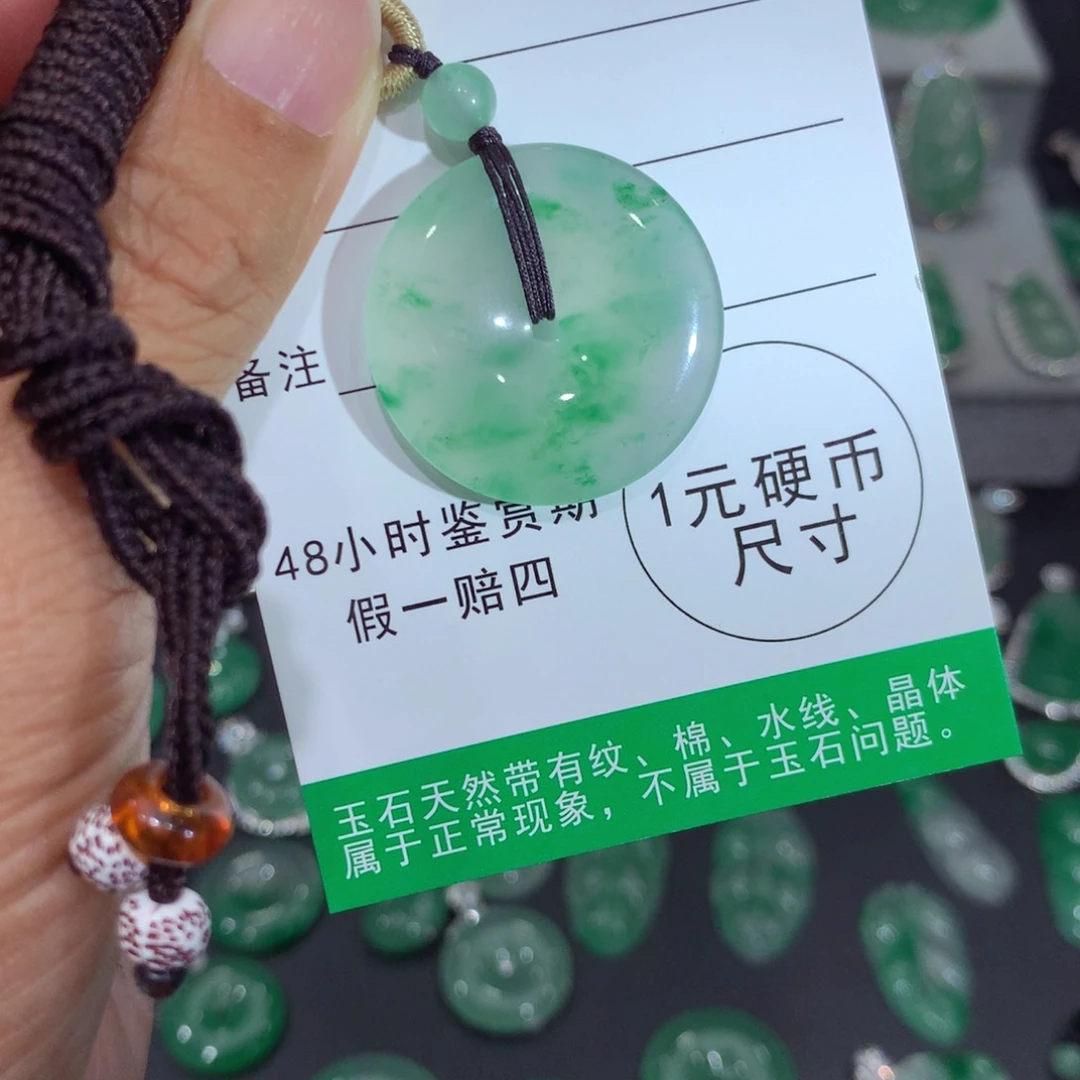 备注
48小时鉴赏期
假一赔四
1元硬币
尺寸
玉石天然带有纹、棉、水线、晶体
属于正常现象，不属于玉石问题。